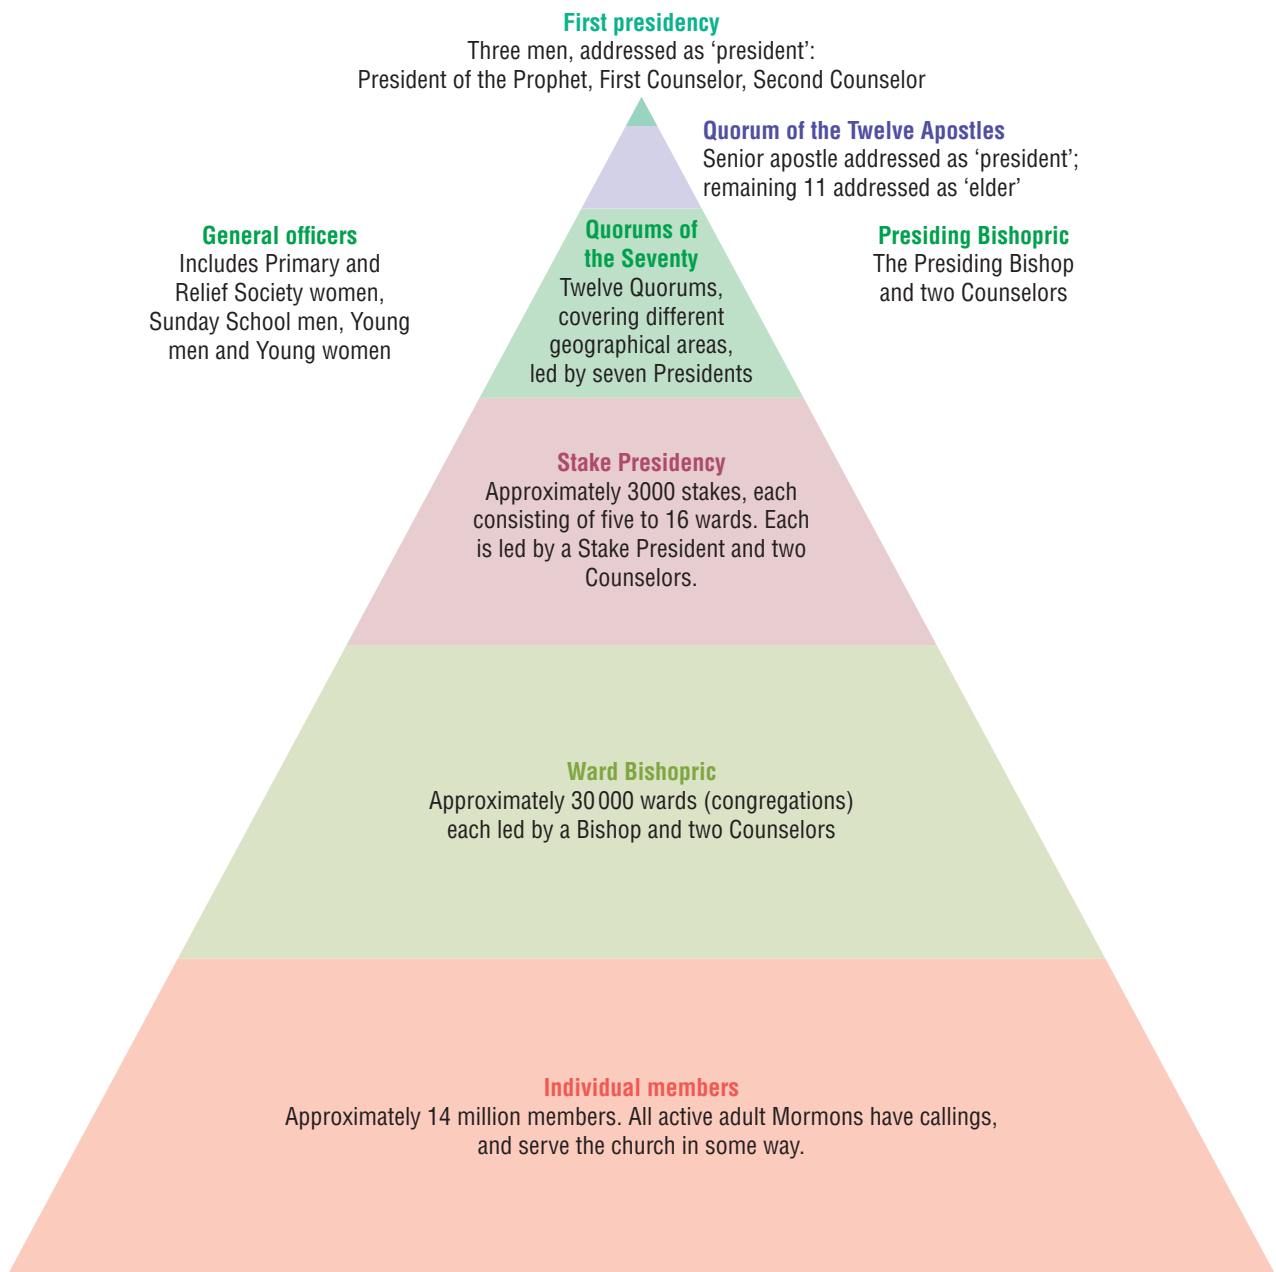 First presidency
Three men, addressed as ‘president’:
President of the Prophet, First Counselor, Second Counselor
Quorum of the Twelve Apostles
Senior apostle addressed as ‘president’;
remaining 11 addressed as ‘elder’
General officers
Includes Primary and
Relief Society women,
Sunday School men, Young
men and Young women
Quorums of
the Seventy
Twelve Quorums,
covering different
geographical areas,
led by seven Presidents
Presiding Bishopric
The Presiding Bishop
and two Counselors
Stake Presidency
Approximately 3000 stakes, each
consisting of five to 16 wards. Each
is led by a Stake President and two
Counselors.
Ward Bishopric
Approximately 30 000 wards (congregations)
each led by a Bishop and two Counselors
Individual members
Approximately 14 million members. All active adult Mormons have callings,
and serve the church in some way.